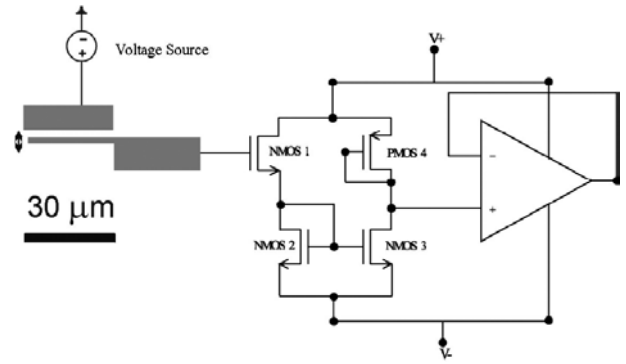 Voltage Source
V+
NMOS 1
PMOS 4
30 μm
NMOS 2
NMOS 3
V-